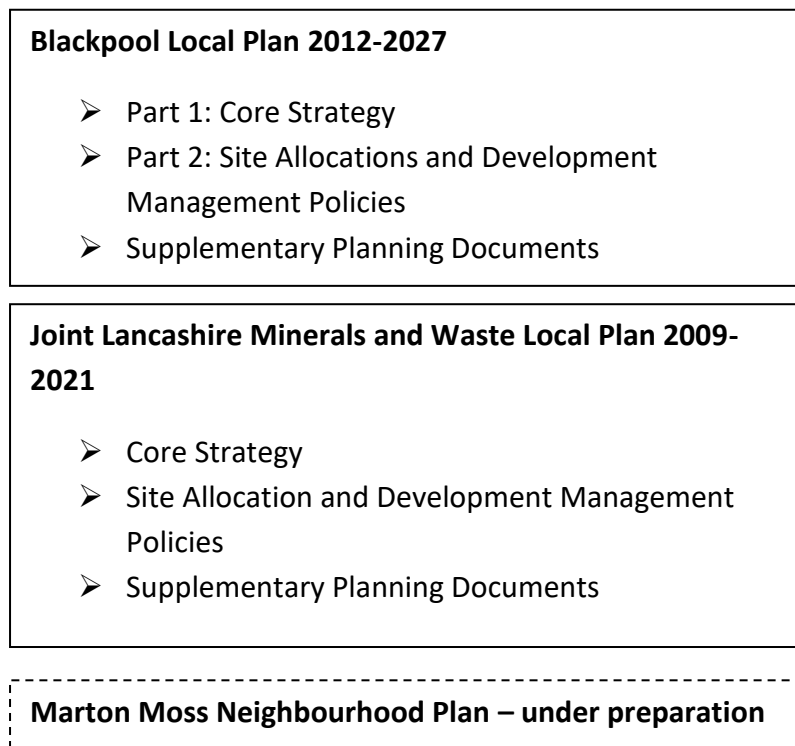 Blackpool Local Plan 2012-2027
➢ Part 1: Core Strategy
➢ Part 2: Site Allocations and Development
Management Policies
➢ Supplementary Planning Documents
Joint Lancashire Minerals and Waste Local Plan 2009-
2021
➢ Core Strategy
➢ Site Allocation and Development Management
Policies
➢ Supplementary Planning Documents
Marton Moss Neighbourhood Plan – under preparation